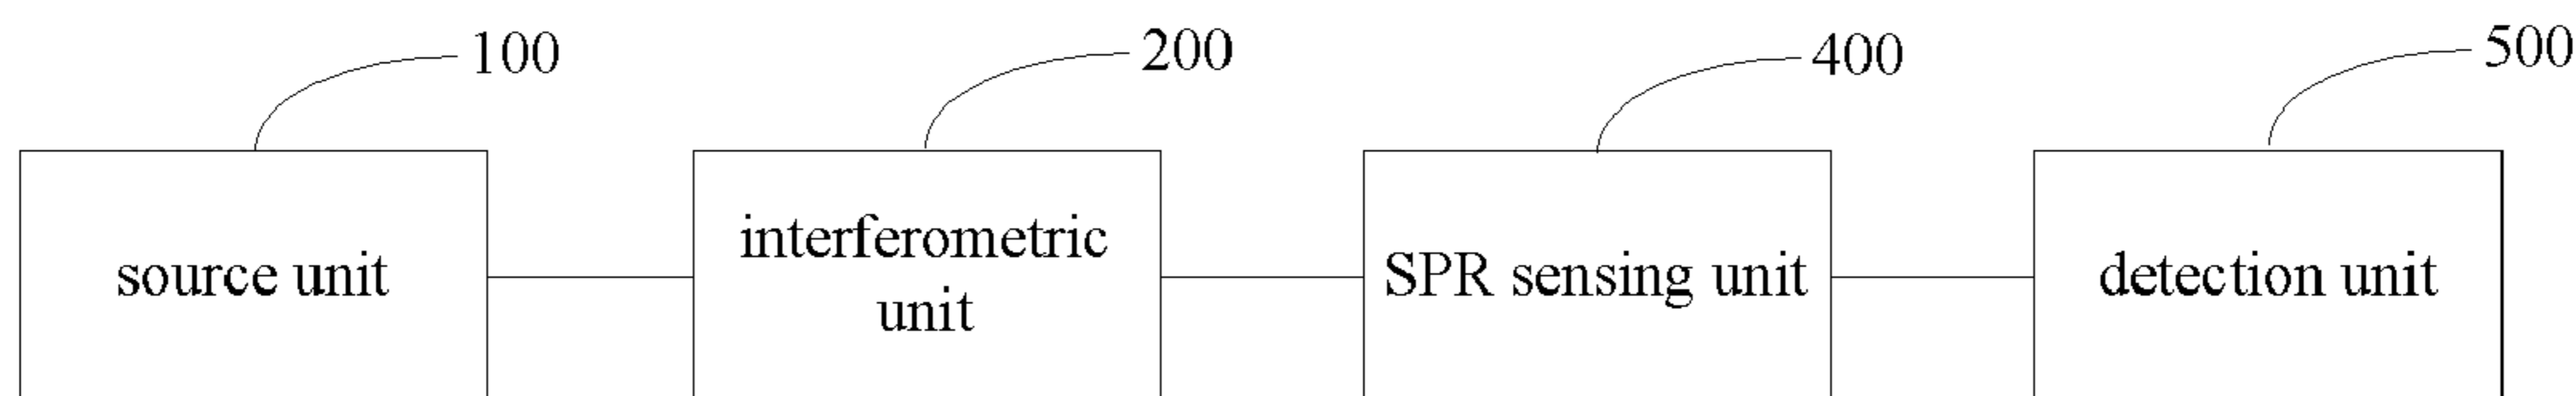 100
200
400
500
source unit
interferometric
unit
SPR sensing unit
detection unit